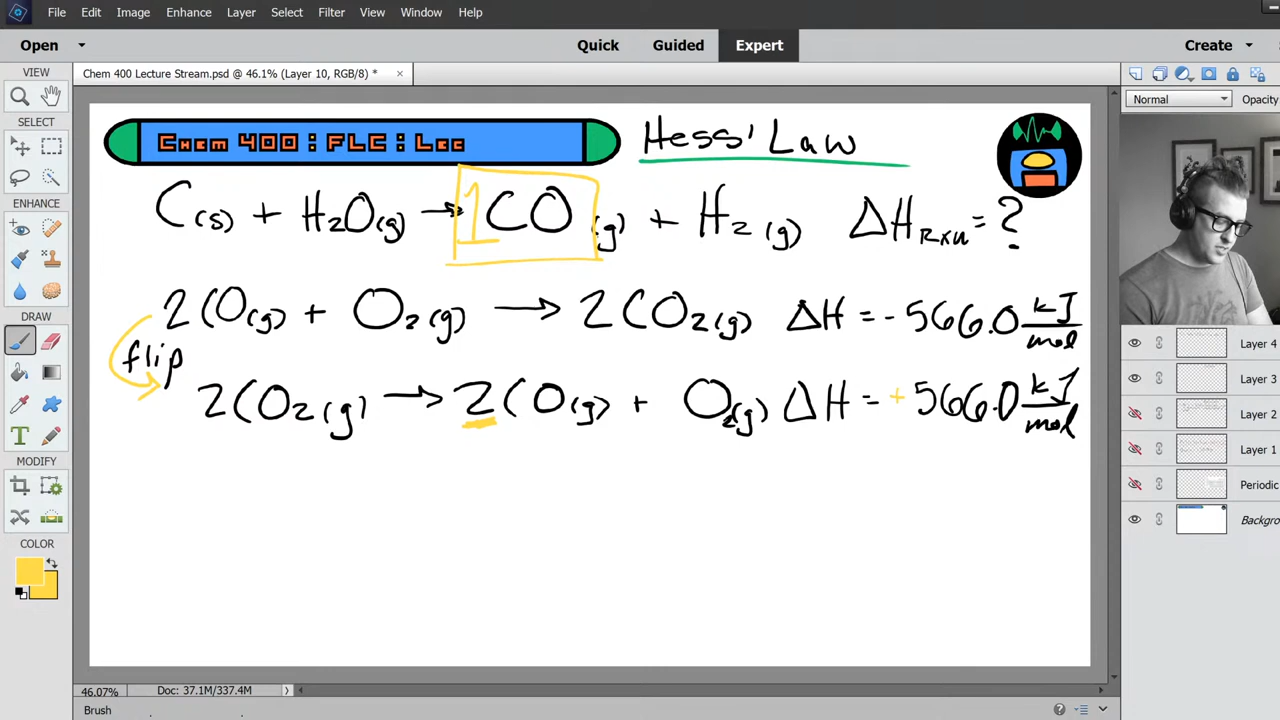 File Edit Image Enhance Layer Select Filter View Window Help
Open Quick Guided Expert Create
Chem 400 Lecture Stream.psd @ 46.1% (Layer 10, RGB/8) * ×
VIEW
SELECT
ENHANCE
DRAW
MODIFY
COLOR
Normal Opacity
Layer 4
Layer 3
Layer 2
Layer 1
Periodic
Backgro
Chem 400 : FLC : Lec Hess' Law
C(s) + H₂O(g) → 1 CO(g) + H₂(g) ΔHRxn = ?
2CO(g) + O₂(g) → 2CO₂(g) ΔH = -566.0 kJ/mol
flip
2CO₂(g) → 2CO(g) + O₂(g) ΔH = +566.0 kJ/mol
46.07% Doc: 37.1M/337.4M
Brush